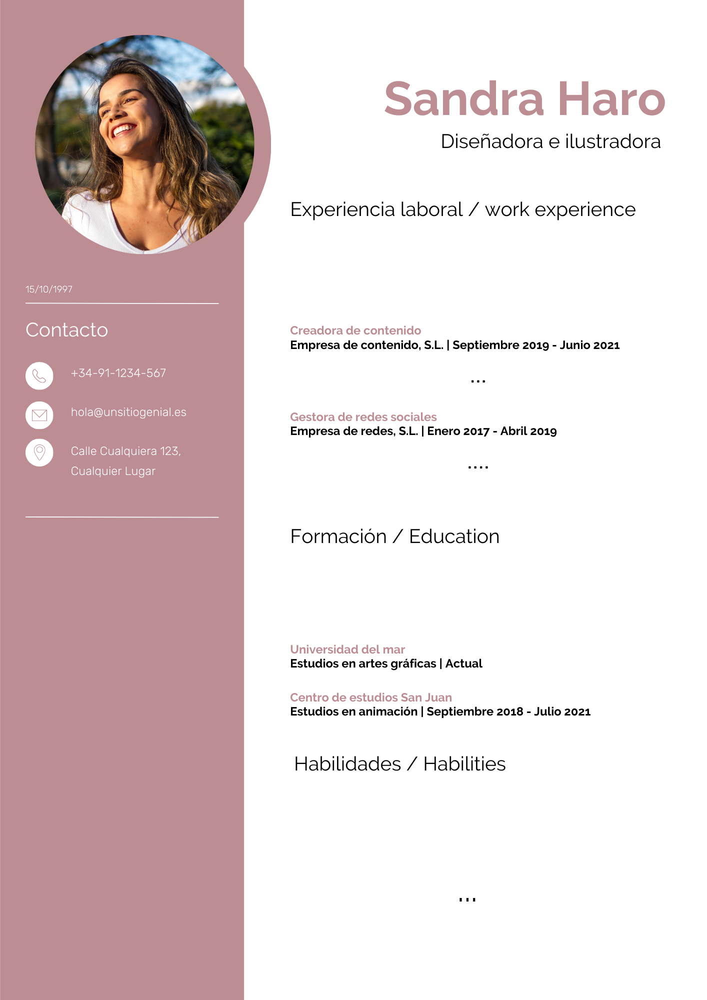 Sandra Haro
Diseñadora e ilustradora
15/10/1997
Contacto
+34-91-1234-567
hola@unsitiogenial.es
Calle Cualquiera 123,
Cualquier Lugar
Experiencia laboral / work experience
Creadora de contenido
Empresa de contenido, S.L. | Septiembre 2019 - Junio 2021
...
Gestora de redes sociales
Empresa de redes, S.L. | Enero 2017 - Abril 2019
....
Formación / Education
Universidad del mar
Estudios en artes gráficas | Actual
Centro de estudios San Juan
Estudios en animación | Septiembre 2018 - Julio 2021
Habilidades / Habilities
...